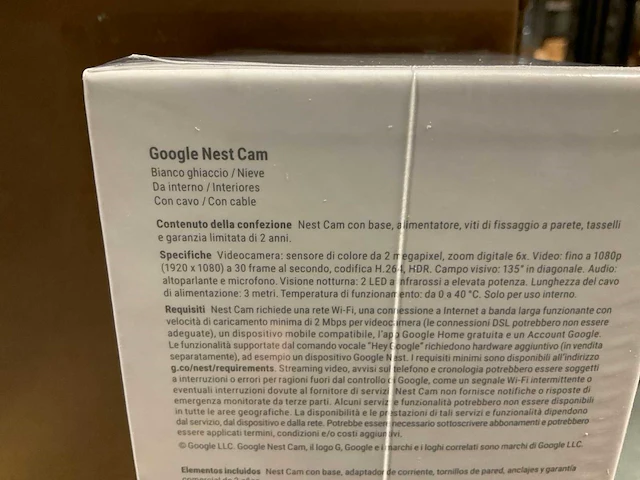 Google Nest Cam
Bianco ghiaccio / Nieve
Da interno / Interiores
Con cavo / Con cable
Contenuto della confezione Nest Cam con base, alimentatore, viti di fissaggio a parete, tasselli
e garanzia limitata di 2 anni.
Specifiche Videocamera: sensore di colore da 2 megapixel, zoom digitale 6x. Video: fino a 1080p
(1920 x 1080) a 30 frame al secondo, codifica H.264, HDR. Campo visivo: 135° in diagonale. Audio:
altoparlante e microfono. Visione notturna: 2 LED a infrarossi a elevata potenza. Lunghezza del cavo
di alimentazione: 3 metri. Temperatura di funzionamento: da 0 a 40 °C. Solo per uso interno.
Requisiti Nest Cam richiede una rete Wi-Fi, una connessione a Internet a banda larga funzionante con
velocità di caricamento minima di 2 Mbps per videocamera (le connessioni DSL potrebbero non essere
adeguate), un dispositivo mobile compatibile, l'app Google Home gratuita e un Account Google.
Le funzionalità supportate dal comando vocale "Hey Google" richiedono hardware aggiuntivo (in vendita
separatamente), ad esempio un dispositivo Google Nest. I requisiti minimi sono disponibili all'indirizzo
g.co/nest/requirements. Streaming video, avvisi sul telefono e cronologia potrebbero essere soggetti
a interruzioni o errori per ragioni fuori dal controllo di Google, come un segnale Wi-Fi intermittente o
eventuali interruzioni dovute al fornitore di servizi. Nest Cam non fornisce notifiche o risposte di
emergenza monitorate da terze parti. Alcuni servizi e funzionalità potrebbero non essere disponibili
in tutte le aree geografiche. La disponibilità e le prestazioni di tali servizi e funzionalità dipendono
dal servizio, dal dispositivo e dalla rete. Potrebbe essere necessario sottoscrivere abbonamenti e potrebbero
essere applicati termini, condizioni e/o costi aggiuntivi.
© Google LLC. Google Nest Cam, il logo G, Google e i marchi e i loghi correlati sono marchi di Google LLC.
Elementos incluidos Nest Cam con base, adaptador de corriente, tornillos de pared, anclajes y garantía
comercial de 2 años.